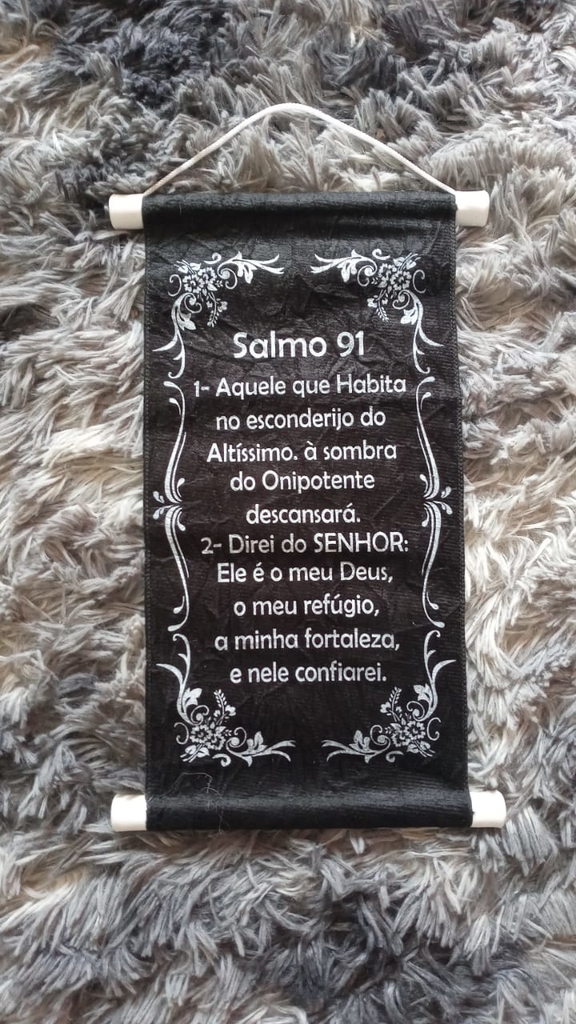 Salmo 91
1- Aquele que Habita
no esconderijo do
Altíssimo. à sombra
do Onipotente
descansará.
2- Direi do SENHOR:
Ele é o meu Deus,
o meu refúgio,
a minha fortaleza,
e nele confiarei.